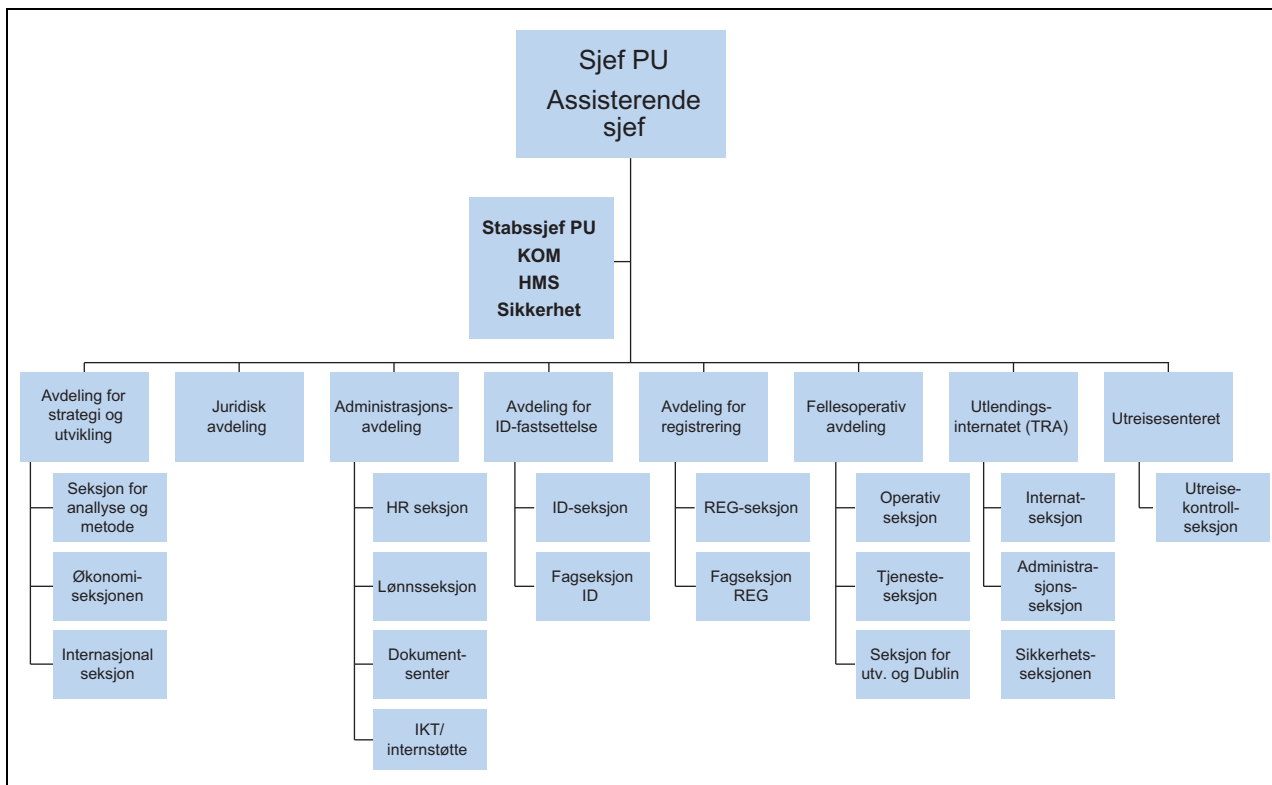 Sjef PU
Assisterende
sjef
Stabssjef PU
KOM
HMS
Sikkerhet
Avdeling for
strategi og
utvikling
Juridisk
avdeling
Administrasjons-
avdeling
Avdeling for
ID-fastsettelse
Avdeling for
registrering
Fellesoperativ
avdeling
Utlendings-
internatet (TRA)
Utreisesenteret
Seksjon for
anallyse og
metode
Økonomi-
seksjonen
Internasjonal
seksjon
HR seksjon
Lønnsseksjon
Dokument-
senter
IKT/
internstøtte
ID-seksjon
Fagseksjon
ID
REG-seksjon
Fagseksjon
REG
Operativ
seksjon
Tjeneste-
seksjon
Seksjon for
utv. og Dublin
Internat-
seksjon
Administra-
sjons-
seksjon
Sikkerhets-
seksjonen
Utreise-
kontroll-
seksjon